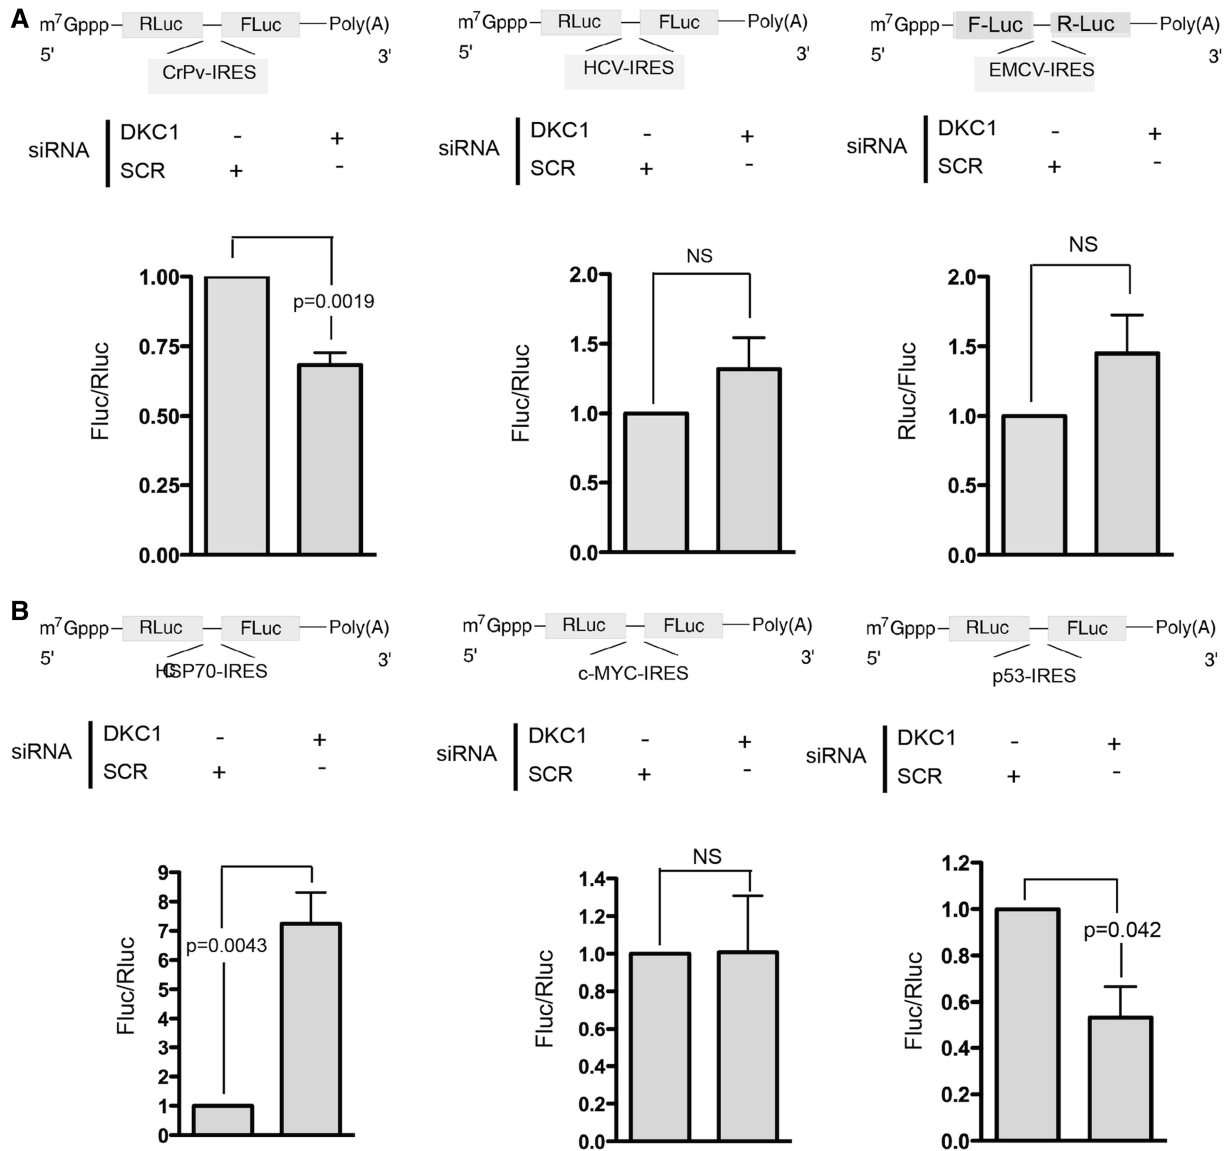 A
m7Gppp RLuc FLuc Poly(A)
5' 3'
CrPv-IRES
siRNA
DKC1 - +
SCR + -
p=0.0019
Fluc/Rluc
1.00
0.75
0.50
0.25
0.00
m7Gppp RLuc FLuc Poly(A)
5' 3'
HCV-IRES
siRNA
DKC1 - +
SCR + -
NS
Fluc/Rluc
2.0
1.5
1.0
0.5
0.0
m7Gppp F-Luc R-Luc Poly(A)
5' 3'
EMCV-IRES
siRNA
DKC1 - +
SCR + -
NS
Rluc/Fluc
2.0
1.5
1.0
0.5
0.0
B
m7Gppp RLuc FLuc Poly(A)
5' 3'
siRNA
DKC1 - +
SCR + -
p=0.0043
Fluc/Rluc
9
8
7
6
5
4
3
2
1
0
m7Gppp RLuc FLuc Poly(A)
5' 3'
c-MYC-IRES
siRNA
DKC1 - +
SCR + -
NS
Fluc/Rluc
1.4
1.2
1.0
0.8
0.6
0.4
0.2
0.0
m7Gppp RLuc FLuc Poly(A)
5' 3'
p53-IRES
siRNA
DKC1 - +
SCR + -
p=0.042
Fluc/Rluc
1.2
1.0
0.8
0.6
0.4
0.2
0.0